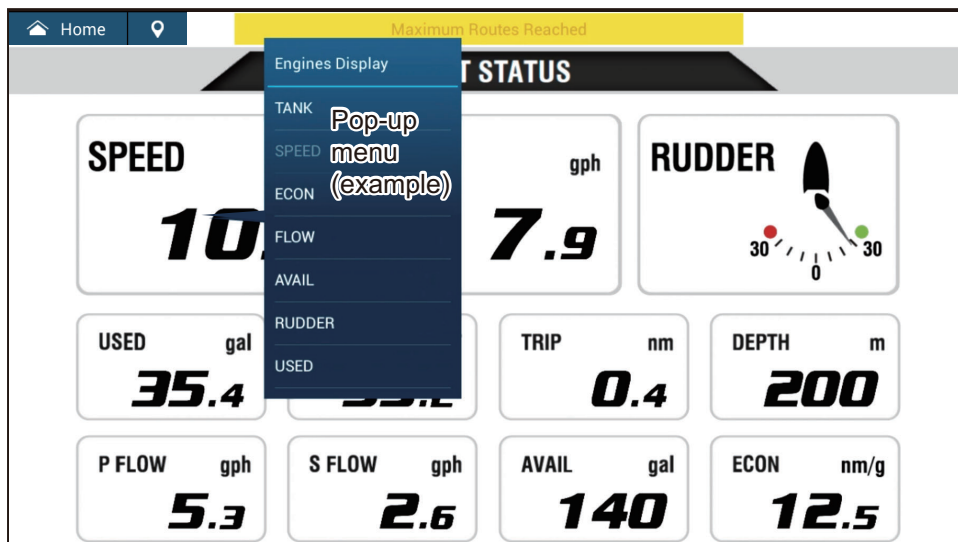 Home
Maximum Routes Reached
T STATUS
Engines Display
TANK
SPEED
ECON
FLOW
AVAIL
RUDDER
USED
Pop-up
menu
(example)
SPEED
10.
gph
7.9
RUDDER
30
0
30
USED gal
35.4
TRIP nm
0.4
DEPTH m
200
P FLOW gph
5.3
S FLOW gph
2.6
AVAIL gal
140
ECON nm/g
12.5